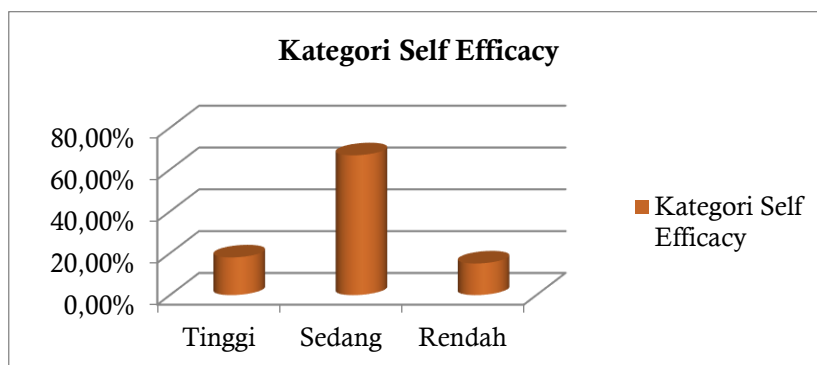 Kategori Self Efficacy
80,00%
60,00%
40,00%
20,00%
0,00%
Tinggi
Sedang
Rendah
Kategori Self
Efficacy